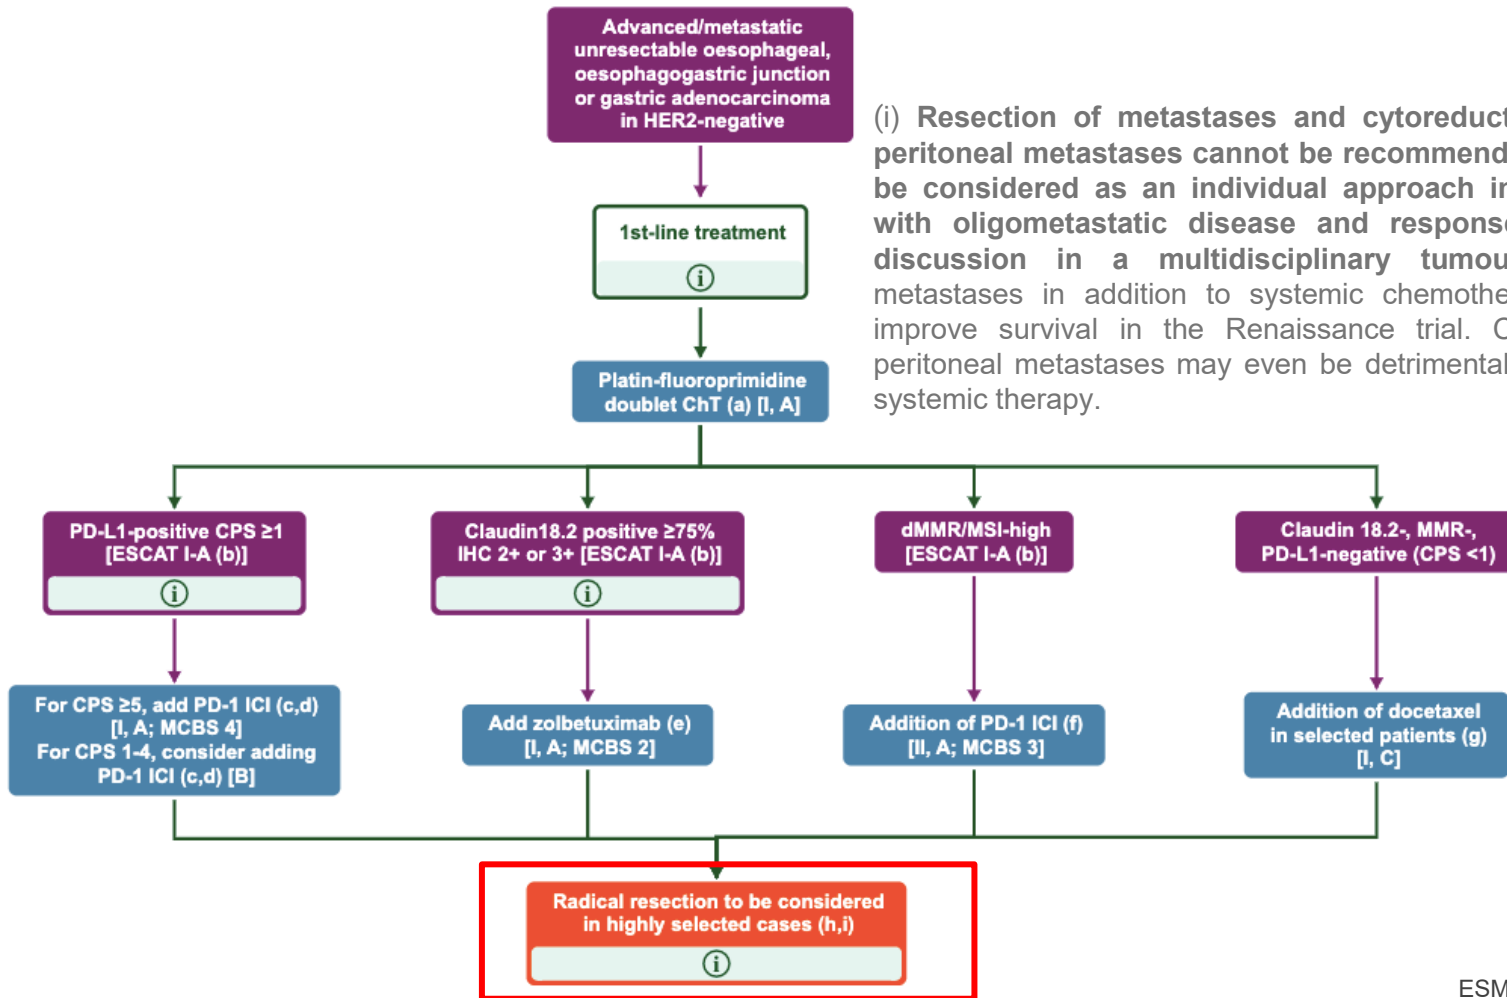 Advanced/metastatic
unresectable oesophageal,
oesophagogastric junction
or gastric adenocarcinoma
in HER2-negative
(i) Resection of metastases and cytoreduct
peritoneal metastases cannot be recommend
be considered as an individual approach in
with oligometastatic disease and response
discussion in a multidisciplinary tumou
metastases in addition to systemic chemothe
improve survival in the Renaissance trial. C
peritoneal metastases may even be detrimental
systemic therapy.
1st-line treatment
i
Platin-fluoroprimidine
doublet ChT (a) [I, A]
PD-L1-positive CPS ≥1
[ESCAT I-A (b)]
i
Claudin18.2 positive ≥75%
IHC 2+ or 3+ [ESCAT I-A (b)]
i
dMMR/MSI-high
[ESCAT I-A (b)]
Claudin 18.2-, MMR-,
PD-L1-negative (CPS <1)
For CPS ≥5, add PD-1 ICI (c,d)
[I, A; MCBS 4]
For CPS 1-4, consider adding
PD-1 ICI (c,d) [B]
Add zolbetuximab (e)
[I, A; MCBS 2]
Addition of PD-1 ICI (f)
[II, A; MCBS 3]
Addition of docetaxel
in selected patients (g)
[I, C]
Radical resection to be considered
in highly selected cases (h,i)
i
ESM